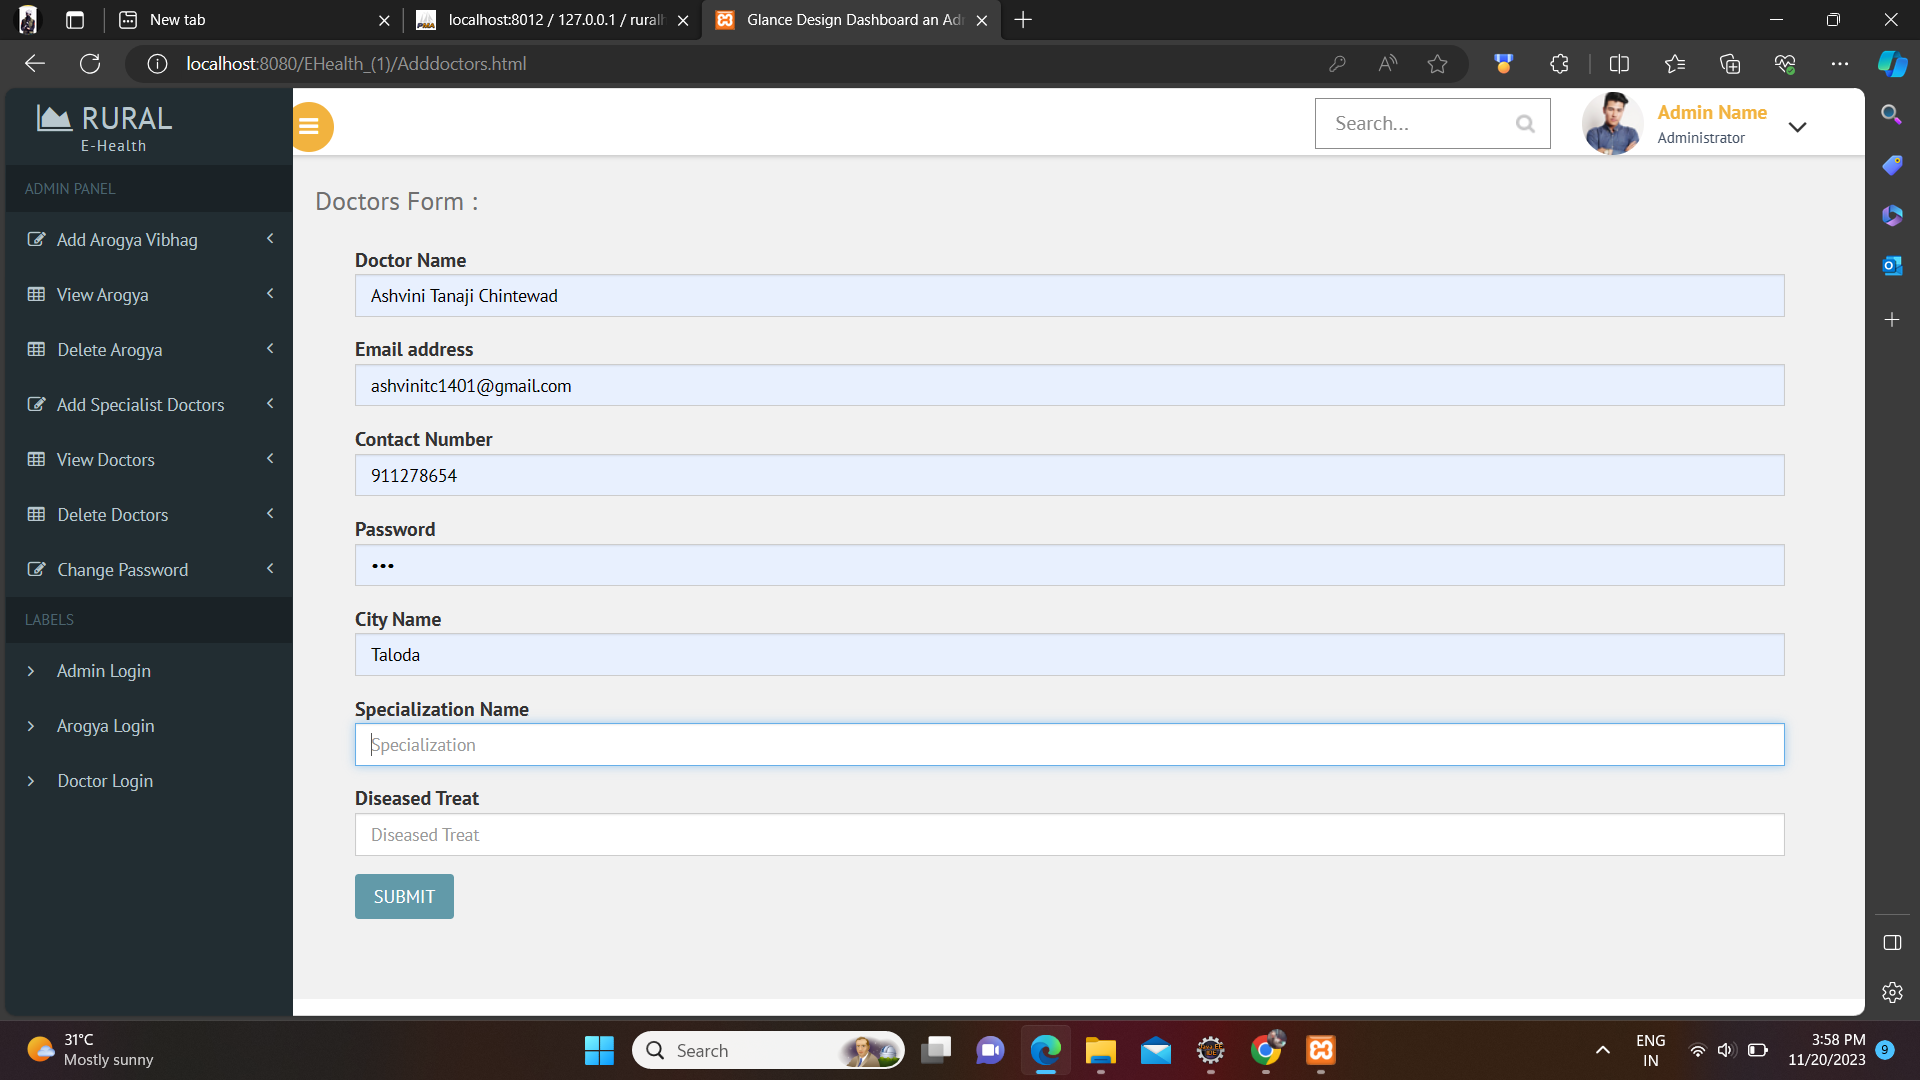 New tab
localhost:8012 / 127.0.0.1 / rural
Glance Design Dashboard an Ad
localhost:8080/EHealth_(1)/Adddoctors.html
RURAL
E-Health
Search...
Admin Name
Administrator
ADMIN PANEL
Add Arogya Vibhag
View Arogya
Delete Arogya
Add Specialist Doctors
View Doctors
Delete Doctors
Change Password
LABELS
Admin Login
Arogya Login
Doctor Login
Doctors Form :
Doctor Name
Ashvini Tanaji Chintewad
Email address
ashvinitc1401@gmail.com
Contact Number
911278654
Password
•••
City Name
Taloda
Specialization Name
Specialization
Diseased Treat
Diseased Treat
SUBMIT
31°C
Mostly sunny
Search
ENG
IN
3:58 PM
11/20/2023
9